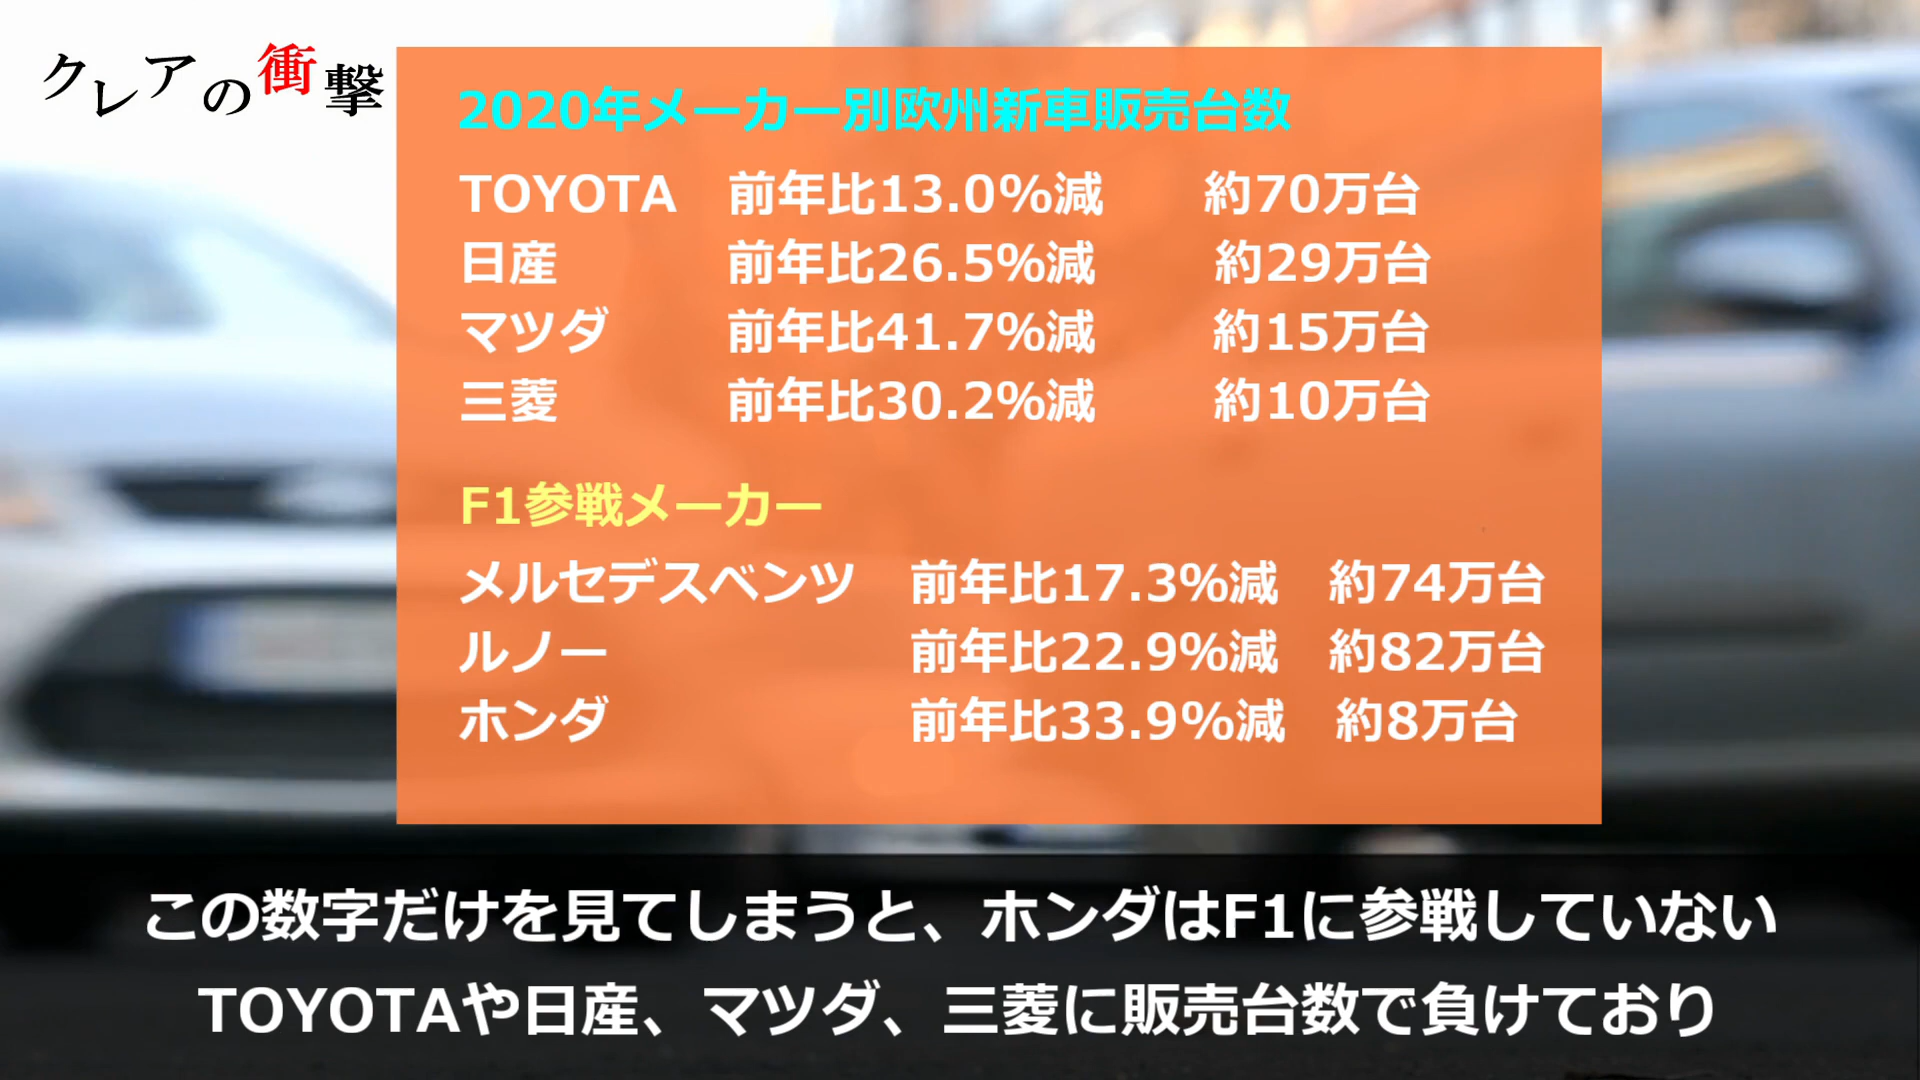 クレアの衝撃
2020年メーカー別欧州新車販売台数
TOYOTA 前年比13.0%減 約70万台
日産 前年比26.5%減 約29万台
マツダ 前年比41.7%減 約15万台
三菱 前年比30.2%減 約10万台
F1参戦メーカー
メルセデスベンツ 前年比17.3%減 約74万台
ルノー 前年比22.9%減 約82万台
ホンダ 前年比33.9%減 約8万台
この数字だけを見てしまうと、ホンダはF1に参戦していない
TOYOTAや日産、マツダ、三菱に販売台数で負けており